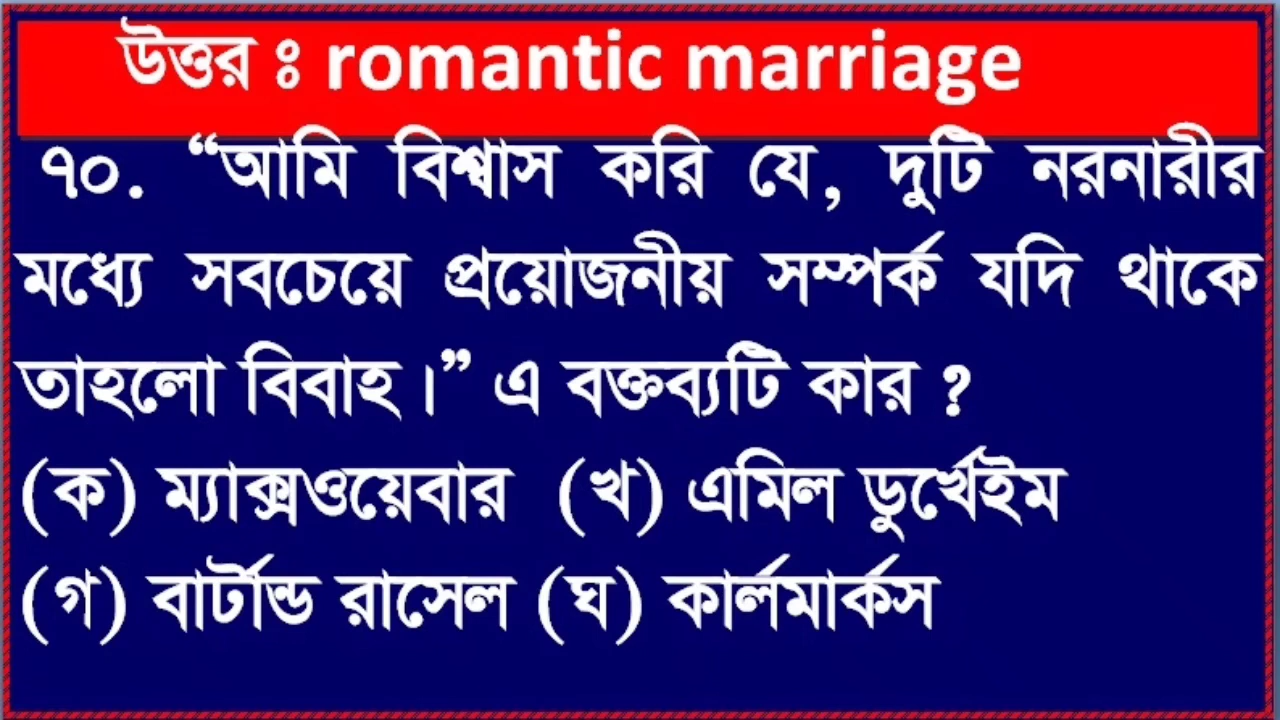 উত্তর ঃ romantic marriage
৭০. “আমি বিশ্বাস করি যে, দুটি নরনারীর
মধ্যে সবচেয়ে প্রয়োজনীয় সম্পর্ক যদি থাকে
তাহলো বিবাহ।” এ বক্তব্যটি কার ?
(ক) ম্যাক্সওয়েবার (খ) এমিল ডুর্খেইম
(গ) বার্টান্ড রাসেল (ঘ) কার্লমার্কস